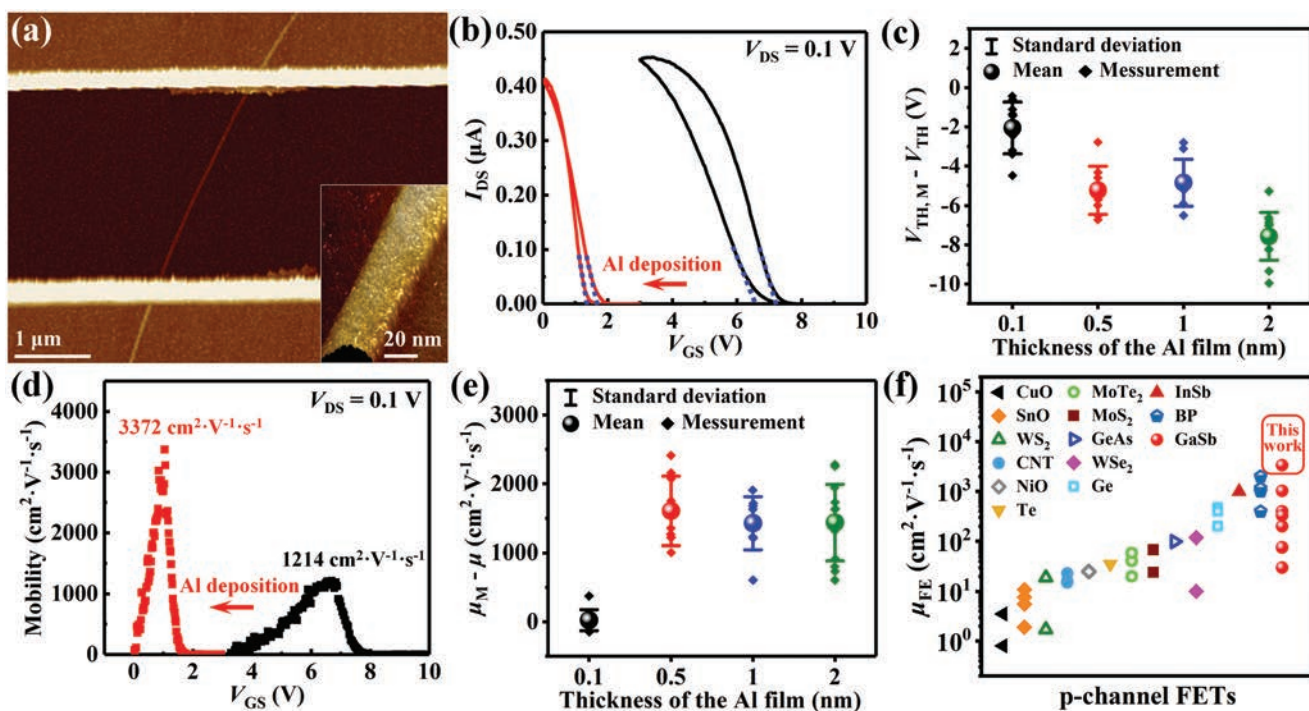 (a)
1 μm
20 nm
(b)
V_DS = 0.1 V
I_DS (μA)
0.50
0.40
0.30
0.20
0.10
0.00
Al deposition
0 2 4 6 8 10
V_GS (V)
(c)
Standard deviation
Mean Messurement
V_TH, M - V_TH (V)
2
0
-2
-4
-6
-8
-10
0.1 0.5 1 2
Thickness of the Al film (nm)
(d)
V_DS = 0.1 V
3372 cm²·V⁻¹·s⁻¹
1214 cm²·V⁻¹·s⁻¹
Al deposition
Mobility (cm²·V⁻¹·s⁻¹)
4000
3000
2000
1000
0
0 2 4 6 8 10
V_GS (V)
(e)
Standard deviation
Mean Messurement
μ_M - μ (cm²·V⁻¹·s⁻¹)
3000
2000
1000
0
0.1 0.5 1 2
Thickness of the Al film (nm)
(f)
CuO MoTe₂ InSb
SnO MoS₂ BP
WS₂ GeAs GaSb
CNT WSe₂
NiO Ge
Te
This
work
μ_FE (cm²·V⁻¹·s⁻¹)
10⁵
10⁴
10³
10²
10¹
10⁰
p-channel FETs